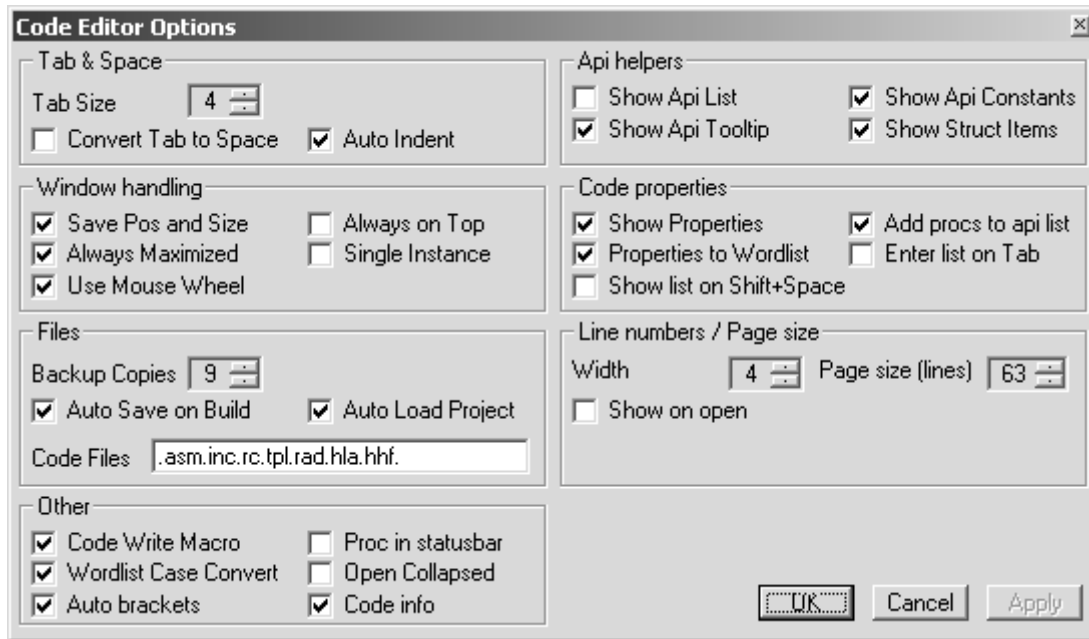 Code Editor Options
Tab & Space
Tab Size 4
Convert Tab to Space Auto Indent
Window handling
Save Pos and Size Always on Top
Always Maximized Single Instance
Use Mouse Wheel
Files
Backup Copies 9
Auto Save on Build Auto Load Project
Code Files .asm.inc.rc.tpl.rad.hla.hhf.
Other
Code Write Macro Proc in statusbar
Wordlist Case Convert Open Collapsed
Auto brackets Code info
Api helpers
Show Api List Show Api Constants
Show Api Tooltip Show Struct Items
Code properties
Show Properties Add procs to api list
Properties to Wordlist Enter list on Tab
Show list on Shift+Space
Line numbers / Page size
Width 4 Page size (lines) 63
Show on open
OK Cancel Apply